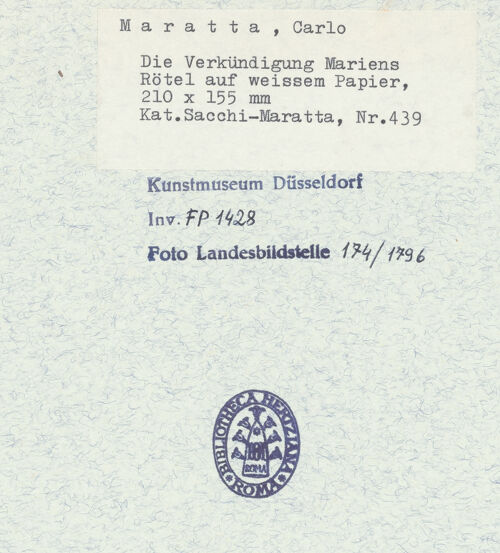 Maratta, Carlo
Die Verkündigung Mariens
Rötel auf weissem Papier,
210 x 155 mm
Kat.Sacchi-Maratta, Nr.439
Kunstmuseum Düsseldorf
Inv. FP 1428
Foto Landesbildstelle 174/1796
BIBLIOTHECA HERTZIANA
ROMA
ROMA